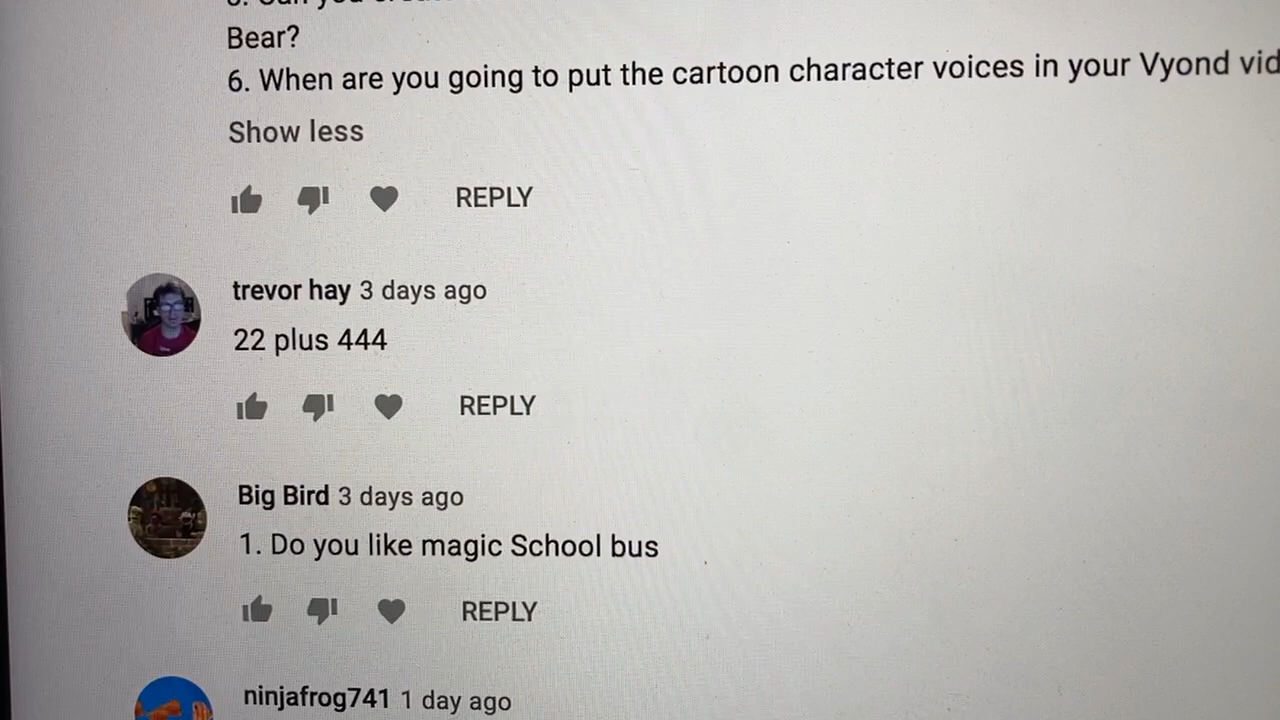 Bear?
6. When are you going to put the cartoon character voices in your Vyond
Show less
REPLY
trevor hay 3 days ago
22 plus 444
REPLY
Big Bird 3 days ago
1. Do you like magic School bus
REPLY
ninjafrog741 1 day ago